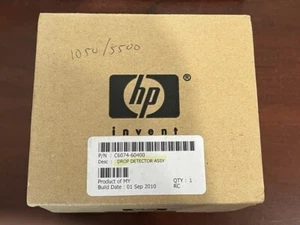 1050/5500
hp
invent
P/N : C6074-60400
Desc : DROP DETECTOR ASSY
Product of MY QTY : 1
Build Date : 01 Sep 2010 RC